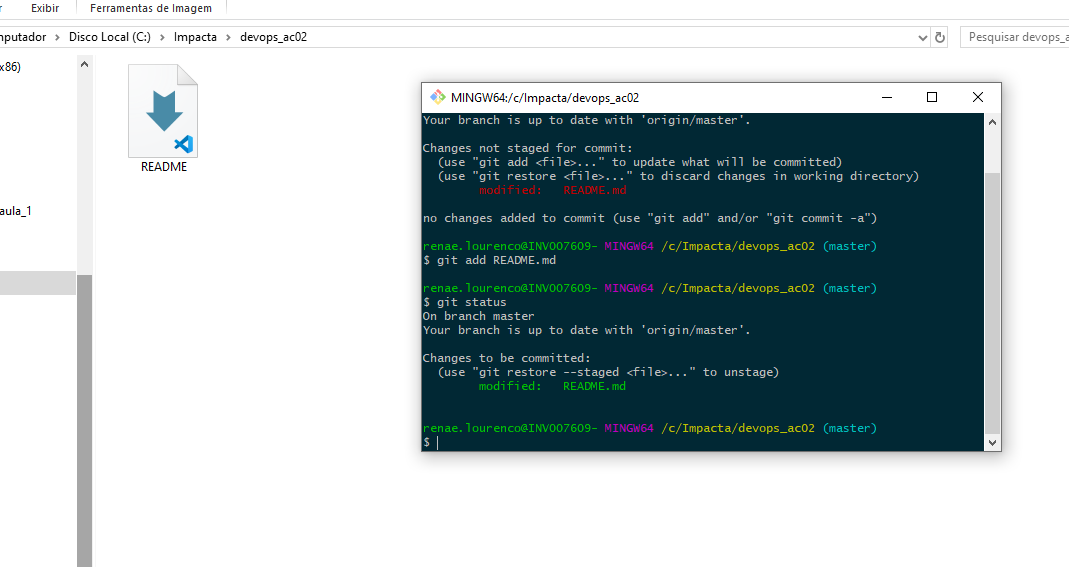 Exibir
Ferramentas de Imagem
Disco Local (C:) > Impacta > devops_ac02
Pesquisar
x86)
README
aula_1
MINGW64:/c/Impacta/devops_ac02
Your branch is up to date with 'origin/master'.
Changes not staged for commit:
(use "git add <file>..." to update what will be committed)
(use "git restore <file>..." to discard changes in working directory)
modified: README.md
no changes added to commit (use "git add" and/or "git commit -a")
renae.lourenco@INV007609- MINGW64 /c/Impacta/devops_ac02 (master)
$ git add README.md
renae.lourenco@INV007609- MINGW64 /c/Impacta/devops_ac02 (master)
$ git status
On branch master
Your branch is up to date with 'origin/master'.
Changes to be committed:
(use "git restore --staged <file>..." to unstage)
modified: README.md
renae.lourenco@INV007609- MINGW64 /c/Impacta/devops_ac02 (master)
$